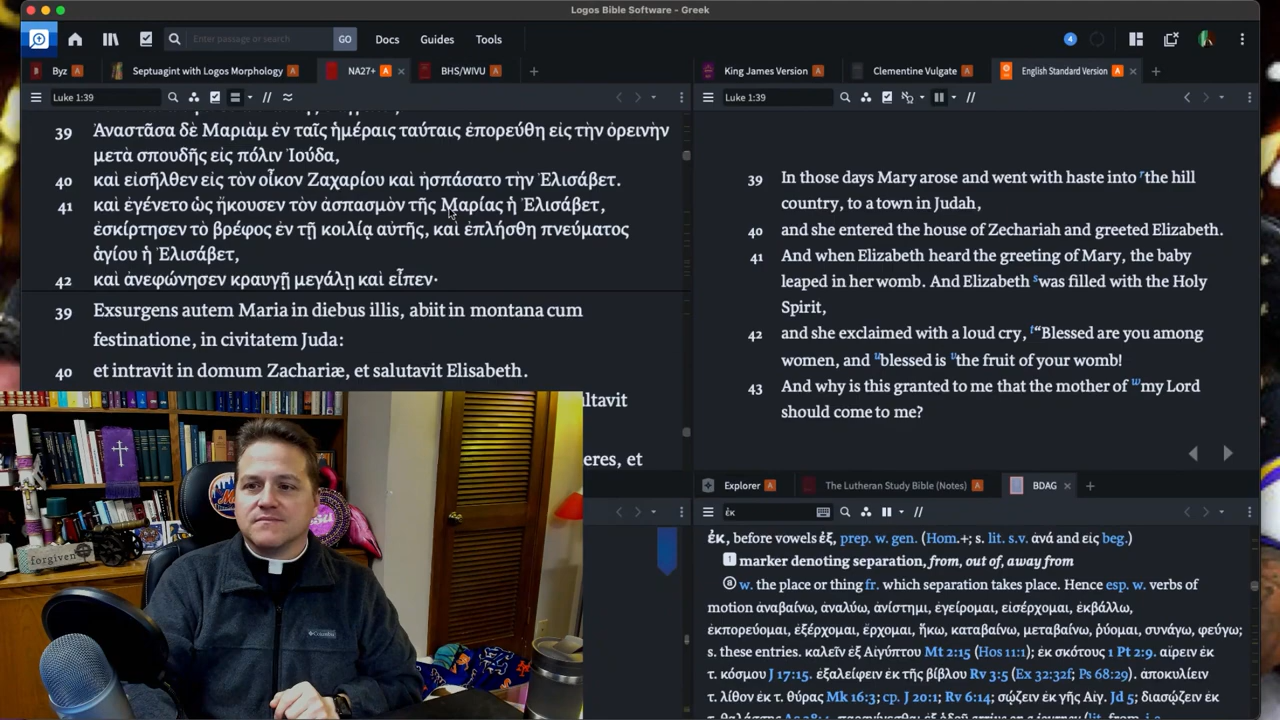 Logos Bible Software - Greek
Enter passage or search GO Docs Guides Tools
4
Byz A Septuagint with Logos Morphology A NA27+ A BHS/WIVU A
Luke 1:39
39 Ἀναστᾶσα δὲ Μαριὰμ ἐν ταῖς ἡμέραις ταύταις ἐπορεύθη εἰς τὴν ὀρεινὴν
μετὰ σπουδῆς εἰς πόλιν Ἰούδα,
40 καὶ εἰσῆλθεν εἰς τὸν οἶκον Ζαχαρίου καὶ ἠσπάσατο τὴν Ἐλισάβετ.
41 καὶ ἐγένετο ὡς ἤκουσεν τὸν ἀσπασμὸν τῆς Μαρίας ἡ Ἐλισάβετ,
ἐσκίρτησεν τὸ βρέφος ἐν τῇ κοιλίᾳ αὐτῆς, καὶ ἐπλήσθη πνεύματος
ἁγίου ἡ Ἐλισάβετ,
42 καὶ ἀνεφώνησεν κραυγῇ μεγάλῃ καὶ εἶπεν·
39 Exsurgens autem Maria in diebus illis, abiit in montana cum
festinatione, in civitatem Juda:
40 et intravit in domum Zachariæ, et salutavit Elisabeth.
King James Version A Clementine Vulgate A English Standard Version A
Luke 1:39
39 In those days Mary arose and went with haste into r the hill
country, to a town in Judah,
40 and she entered the house of Zechariah and greeted Elizabeth.
41 And when Elizabeth heard the greeting of Mary, the baby
leaped in her womb. And Elizabeth s was filled with the Holy
Spirit,
42 and she exclaimed with a loud cry, t “Blessed are you among
women, and u blessed is v the fruit of your womb!
43 And why is this granted to me that the mother of w my Lord
should come to me?
Explorer A The Lutheran Study Bible (Notes) A BDAG
ἐκ
ἐκ, before vowels ἐξ, prep. w. gen. (Hom.+; s. lit. s.v. ἀνά and εἰς beg.)
1 marker denoting separation, from, out of, away from
ⓐ w. the place or thing fr. which separation takes place. Hence esp. w. verbs of
motion ἀναβαίνω, ἀναλύω, ἀνίστημι, ἐγείρομαι, εἰσέρχομαι, ἐκβάλλω,
ἐκπορεύομαι, ἐξέρχομαι, ἔρχομαι, ἥκω, καταβαίνω, μεταβαίνω, ῥύομαι, συνάγω, φεύγω;
s. these entries. καλεῖν ἐξ Αἰγύπτου Mt 2:15 (Hos 11:1); ἐκ σκότους 1 Pt 2:9. αἴρειν ἐκ
τ. κόσμου J 17:15. ἐξαλείφειν ἐκ τῆς βίβλου Rv 3:5 (Ex 32:32f; Ps 68:29). ἀποκυλίειν
τ. λίθον ἐκ τ. θύρας Mk 16:3; cp. J 20:1; Rv 6:14; σῴζειν ἐκ γῆς Αἰγ. Jd 5; διασῴζειν ἐκ
ltavit
eres, et
forgiven
Columbia